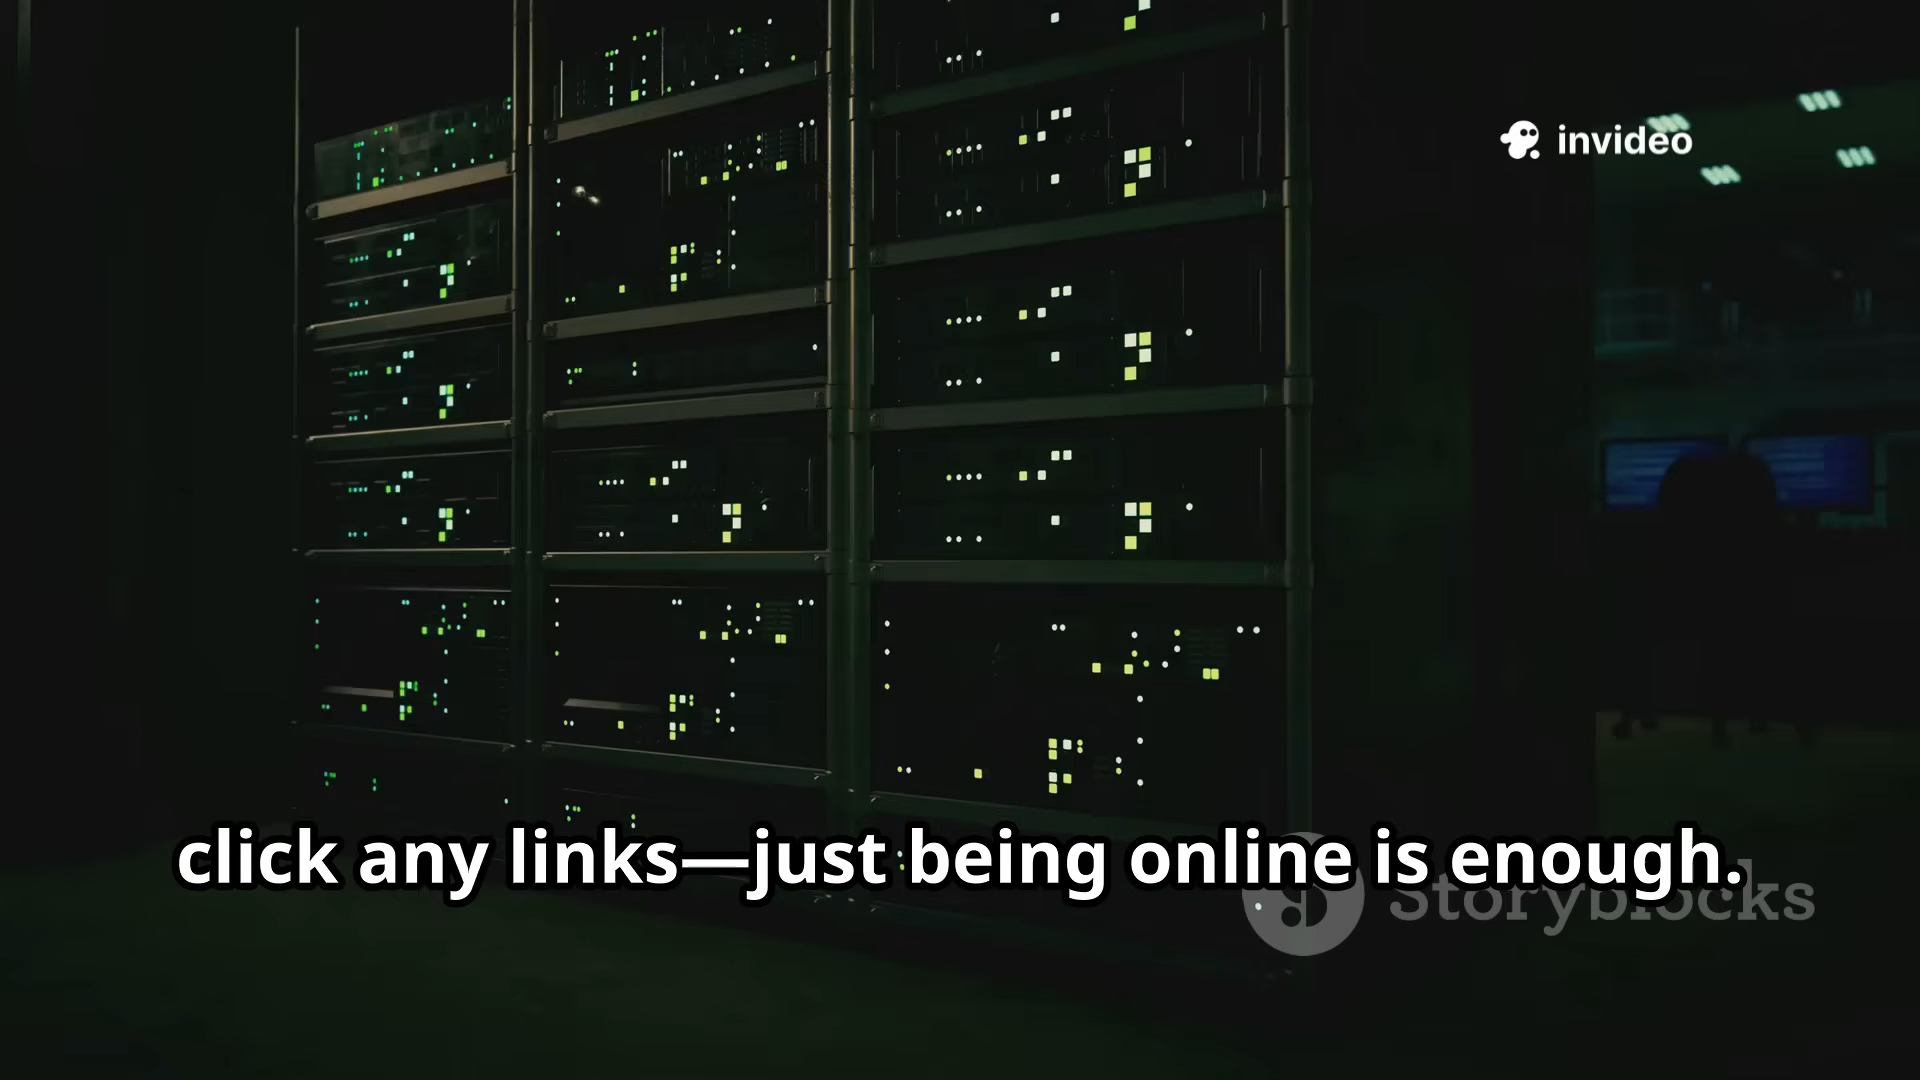 invideo
click any links—just being online is enough.
Storyblocks